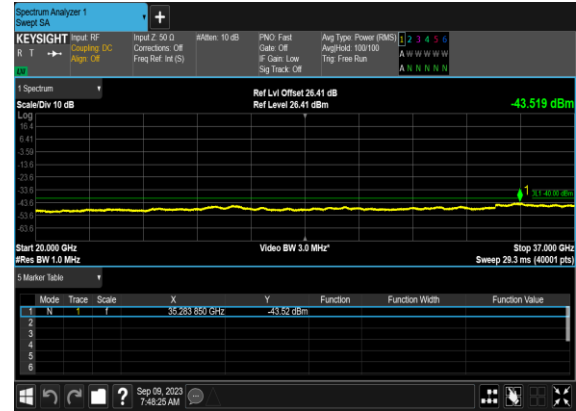 Spectrum Analyzer 1
Swept SA
+
KEYSIGHT Input: RF Input Z: 50 Ω #Atten: 10 dB PNO: Fast Avg Type: Power (RMS) 1 2 3 4 5 6
R T Coupling: DC Corrections: Off Gate: Off Avg|Hold: 100/100 A W W W W W
Align: Off Freq Ref: Int (S) IF Gain: Low Trig: Free Run
Sig Track: Off A N N N N N
1 Spectrum
Scale/Div 10 dB
Ref Lvl Offset 26.41 dB
Ref Level 26.41 dBm
-43.519 dBm
Log
16.4
6.41
-3.59
-13.6
-23.6
-33.6
-43.6
-53.6
-63.6
1
Start 20.000 GHz Video BW 3.0 MHz* Stop 37.000 GHz
#Res BW 1.0 MHz Sweep 29.3 ms (40001 pts)
5 Marker Table
Mode Trace Scale X Y Function Function Width Function Value
1 N 1 f 35.283 850 GHz -43.52 dBm
2
3
4
5
6
?
Sep 09, 2023
7:48:25 AM